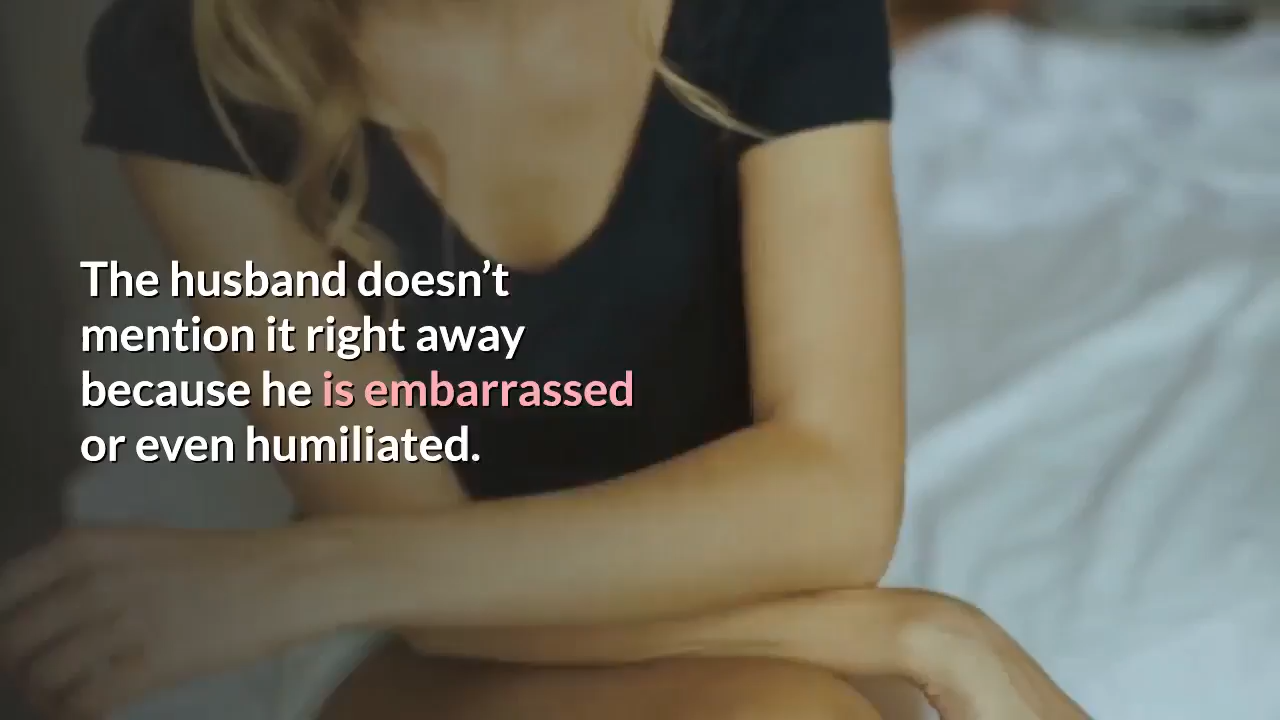 The husband doesn’t
mention it right away
because he is embarrassed
or even humiliated.